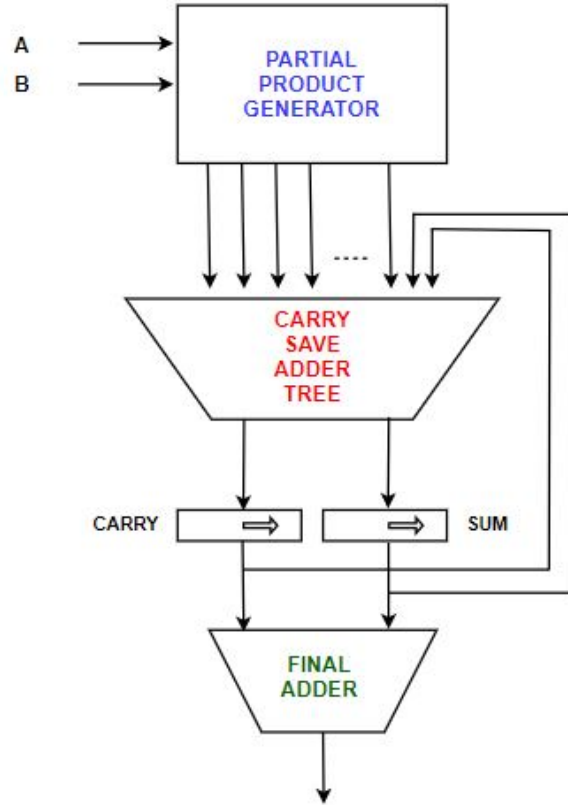 A
B
PARTIAL
PRODUCT
GENERATOR
....
CARRY
SAVE
ADDER
TREE
CARRY
SUM
FINAL
ADDER